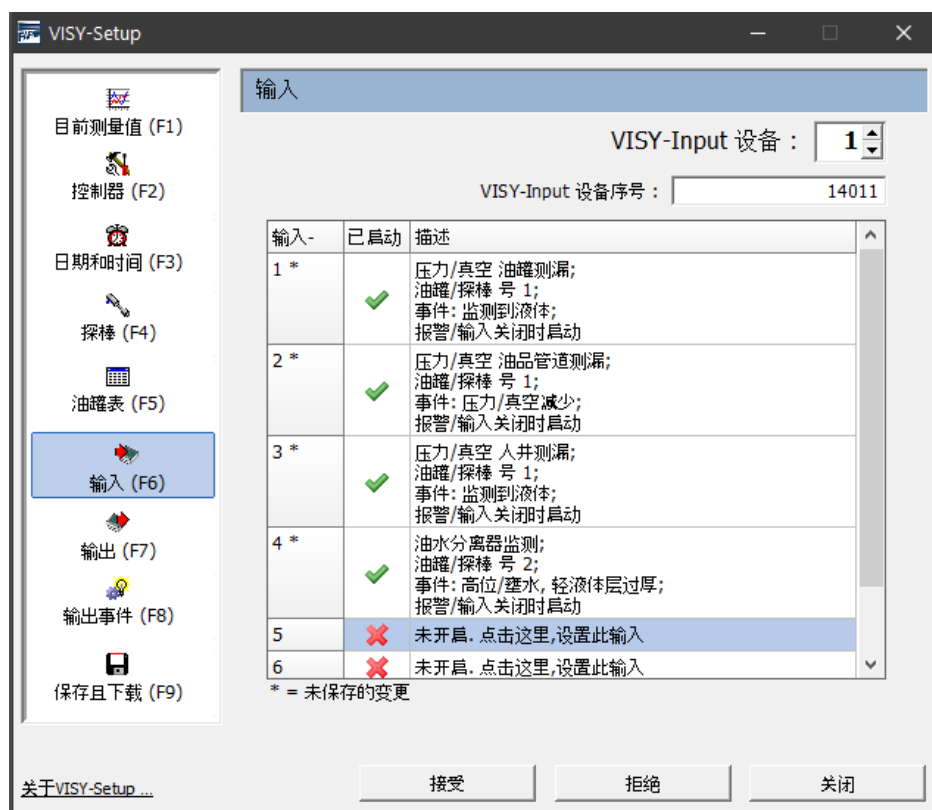 VISY-Setup
目前测量值 (F1)
控制器 (F2)
日期和时间 (F3)
探棒 (F4)
油罐表 (F5)
输入 (F6)
输出 (F7)
输出事件 (F8)
保存且下载 (F9)
关于VISY-Setup ...
输入
VISY-Input 设备： 1
VISY-Input 设备序号： 14011
输入- 已启动 描述
1 *
压力/真空 油罐测漏;
油罐/探棒 号 1;
事件: 监测到液体;
报警/输入关闭时启动
2 *
压力/真空 油品管道测漏;
油罐/探棒 号 1;
事件: 压力/真空减少;
报警/输入关闭时启动
3 *
压力/真空 人井测漏;
油罐/探棒 号 1;
事件: 监测到液体;
报警/输入关闭时启动
4 *
油水分离器监测;
油罐/探棒 号 2;
事件: 高位/壅水, 轻液体层过厚;
报警/输入关闭时启动
5 未开启. 点击这里,设置此输入
6 未开启. 点击这里,设置此输入
* = 未保存的变更
接受 拒绝 关闭